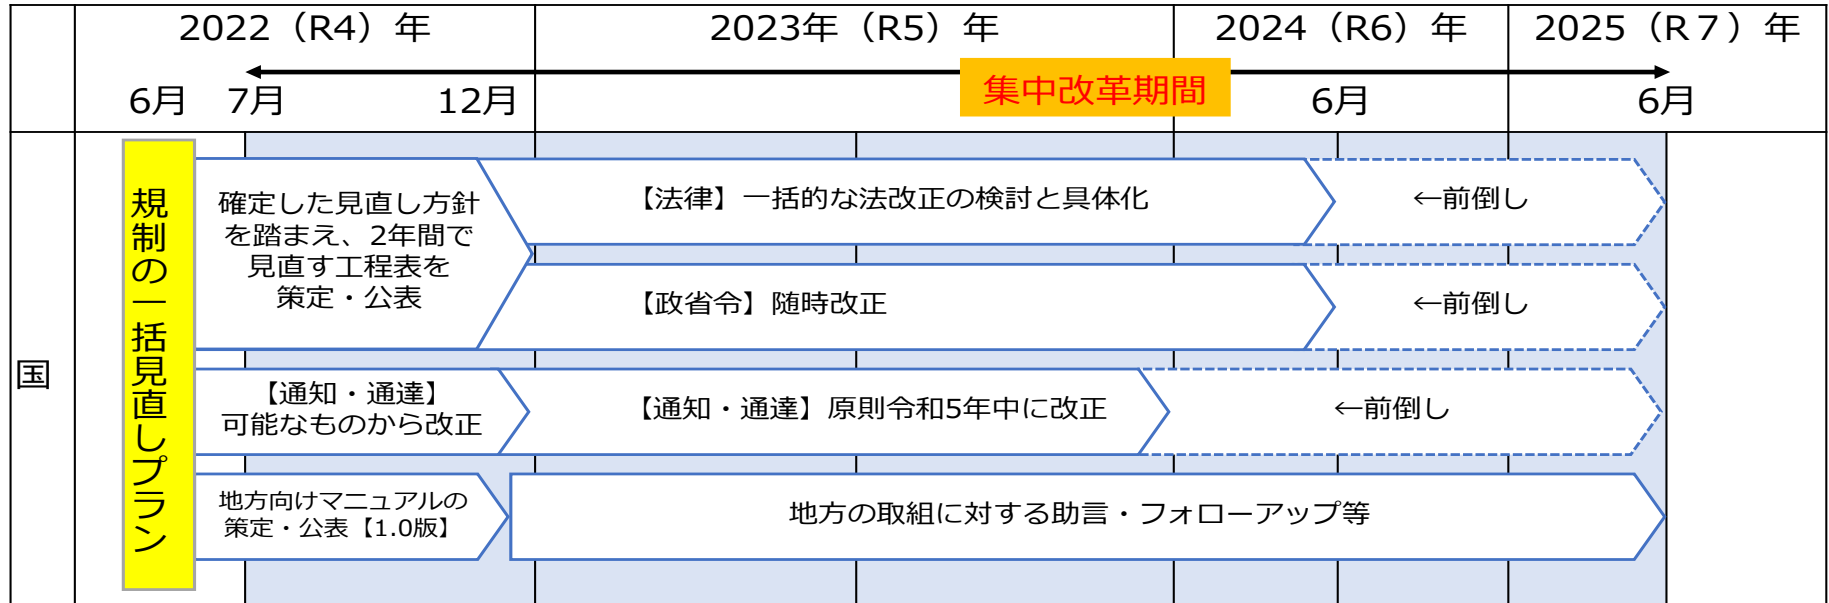 2022（R4）年
2023年（R5）年
2024（R6）年
2025（R７）年
集中改革期間
6月
7月
12月
6月
6月
国
規制の一括見直しプラン
確定した見直し方針
を踏まえ、2年間で
見直す工程表を
策定・公表
【法律】一括的な法改正の検討と具体化
←前倒し
【政省令】随時改正
←前倒し
【通知・通達】
可能なものから改正
【通知・通達】原則令和5年中に改正
←前倒し
地方向けマニュアルの
策定・公表【1.0版】
地方の取組に対する助言・フォローアップ等